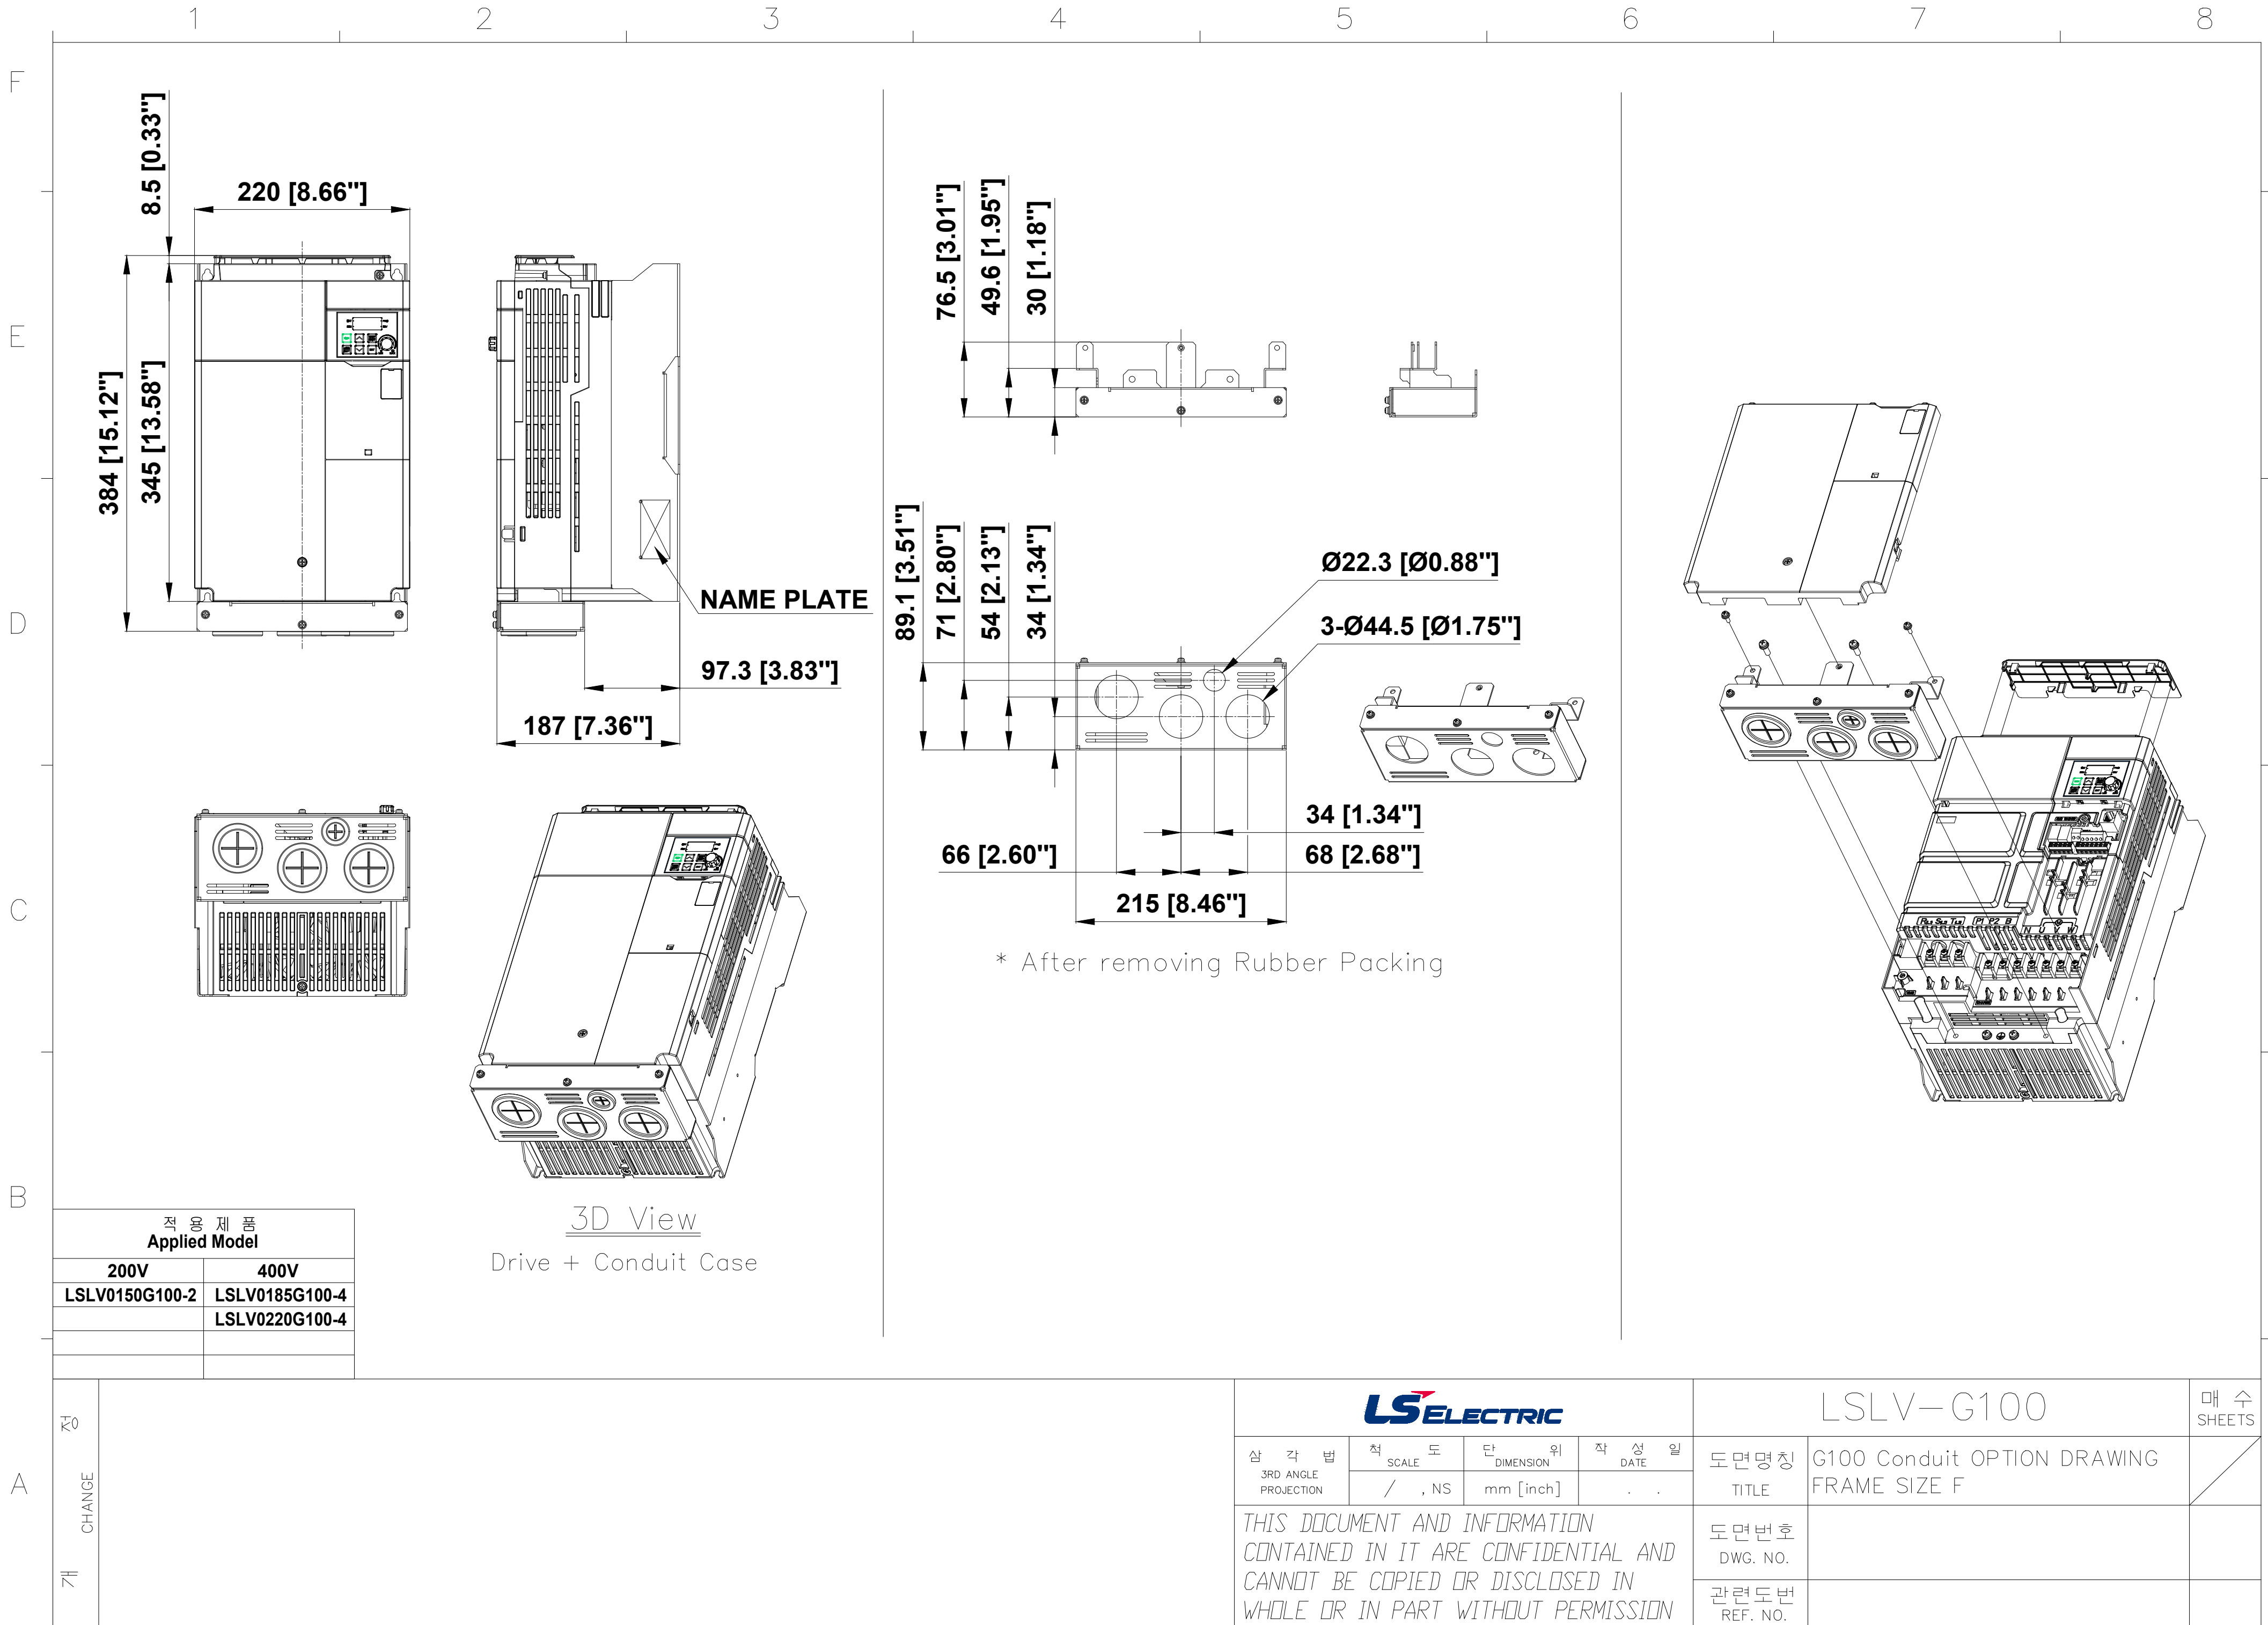 1 2 3 4 5 6 7 8
F
E
D
C
B
A
8.5 [0.33"]
220 [8.66"]
384 [15.12"]
345 [13.58"]
NAME PLATE
97.3 [3.83"]
187 [7.36"]
3D View
Drive + Conduit Case
76.5 [3.01"]
49.6 [1.95"]
30 [1.18"]
89.1 [3.51"]
71 [2.80"]
54 [2.13"]
34 [1.34"]
Ø22.3 [Ø0.88"]
3-Ø44.5 [Ø1.75"]
34 [1.34"]
66 [2.60"]
68 [2.68"]
215 [8.46"]
* After removing Rubber Packing
P1 P2 B N U V W
적 용 제 품
Applied Model
200V 400V
LSLV0150G100-2 LSLV0185G100-4
LSLV0220G100-4
정
CHANGE
개
LS ELECTRIC
삼 각 법
3RD ANGLE
PROJECTION
척 도
SCALE
/ , NS
단 위
DIMENSION
mm [inch]
작 성 일
DATE
. .
THIS DOCUMENT AND INFORMATION
CONTAINED IN IT ARE CONFIDENTIAL AND
CANNOT BE COPIED OR DISCLOSED IN
WHOLE OR IN PART WITHOUT PERMISSION
LSLV-G100
매 수
SHEETS
도면명칭
TITLE
G100 Conduit OPTION DRAWING
FRAME SIZE F
도면번호
DWG. NO.
관련도번
REF. NO.